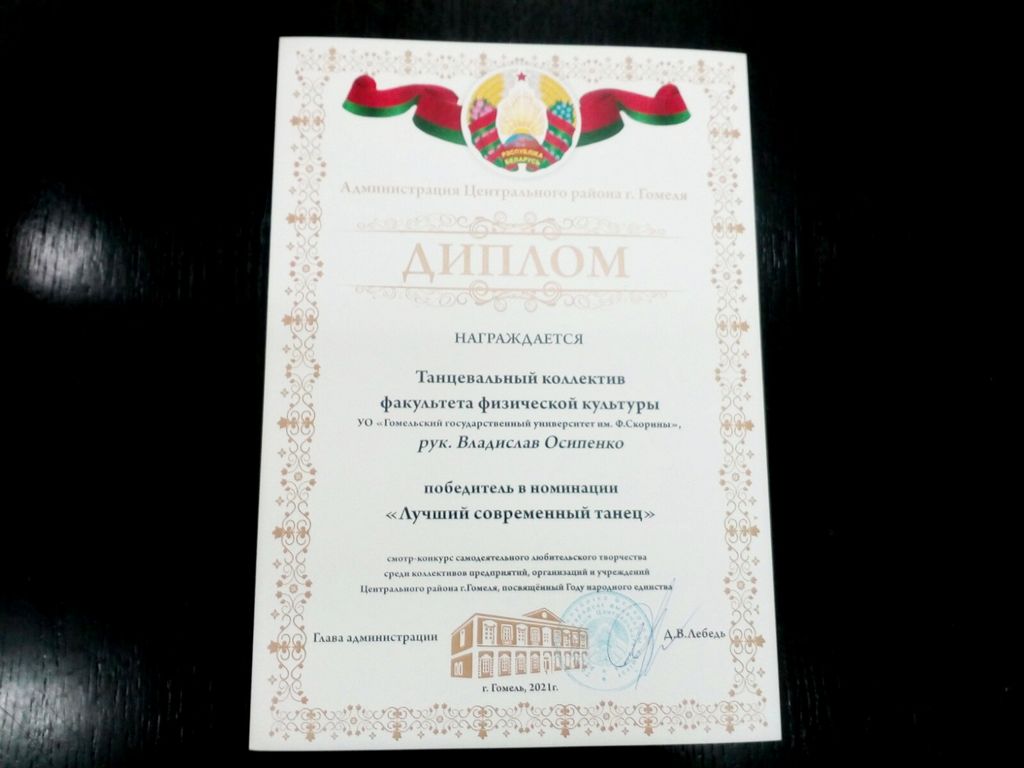 РЭСПУБЛІКА
БЕЛАРУСЬ
Администрация Центрального района г. Гомеля
ДИПЛОМ
НАГРАЖДАЕТСЯ
Танцевальный коллектив
факультета физической культуры
УО «Гомельский государственный университет им. Ф.Скорины»,
рук. Владислав Осипенко
победитель в номинации
«Лучший современный танец»
смотр-конкурс самодеятельного любительского творчества
среди коллективов предприятий, организаций и учреждений
Центрального района г.Гомеля, посвящённый Году народного единства
Глава администрации
Д.В.Лебедь
г. Гомель, 2021г.